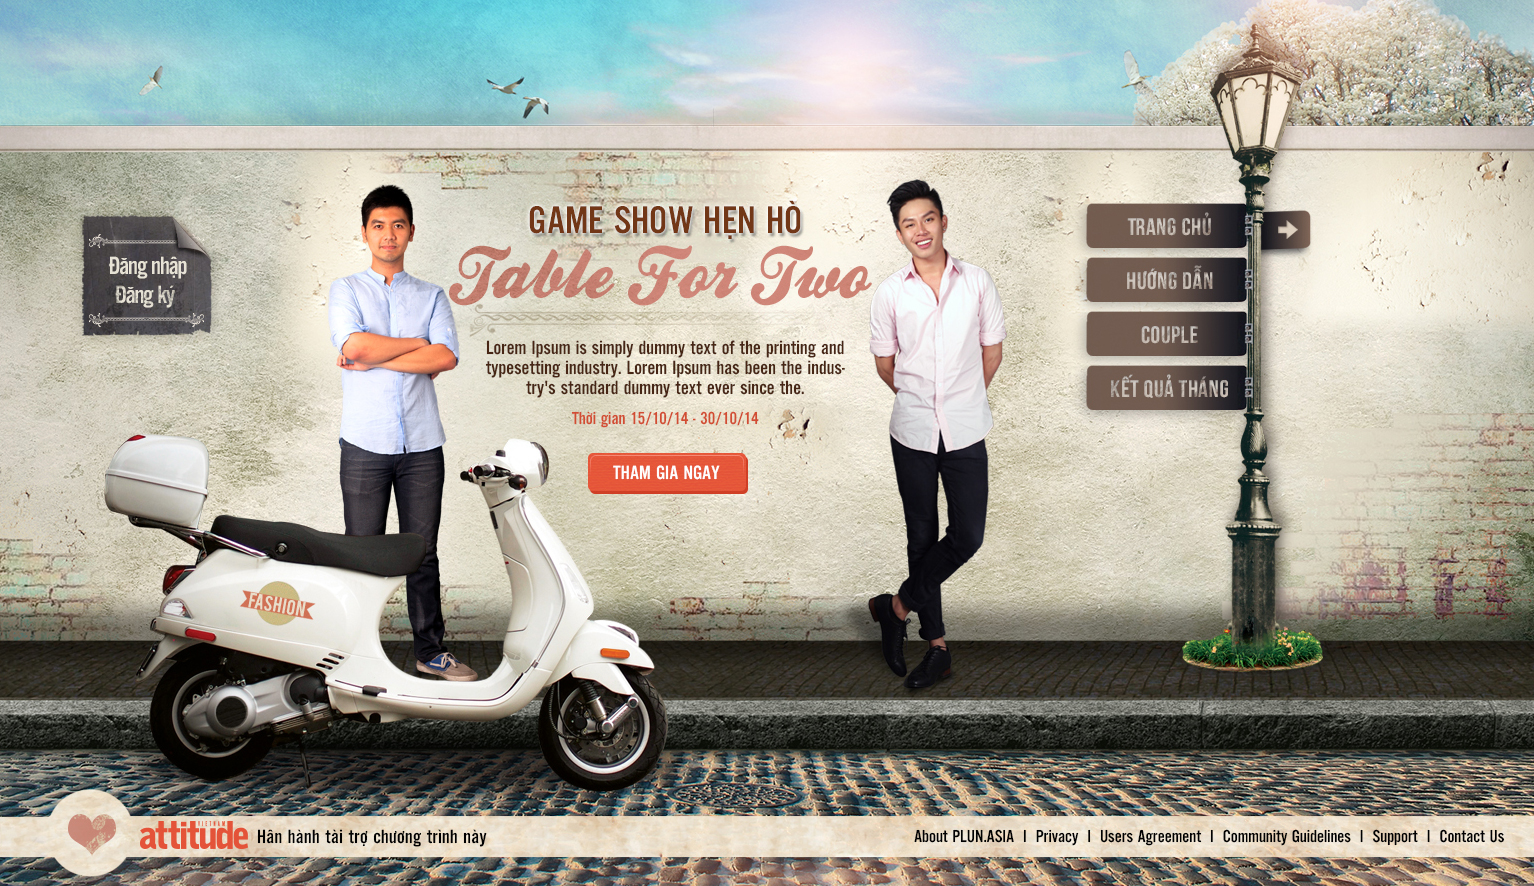 GAME SHOW HẸN HÒ
Table For Two
Lorem Ipsum is simply dummy text of the printing and
typesetting industry. Lorem Ipsum has been the indus-
try's standard dummy text ever since the.
Thời gian 15/10/14 - 30/10/14
THAM GIA NGAY
Đăng nhập
Đăng ký
TRANG CHỦ
HƯỚNG DẪN
COUPLE
KẾT QUẢ THÁNG
FASHION
attitude VIETNAM Hân hành tài trợ chương trình này
About PLUN.ASIA I Privacy I Users Agreement I Community Guidelines I Support I Contact Us